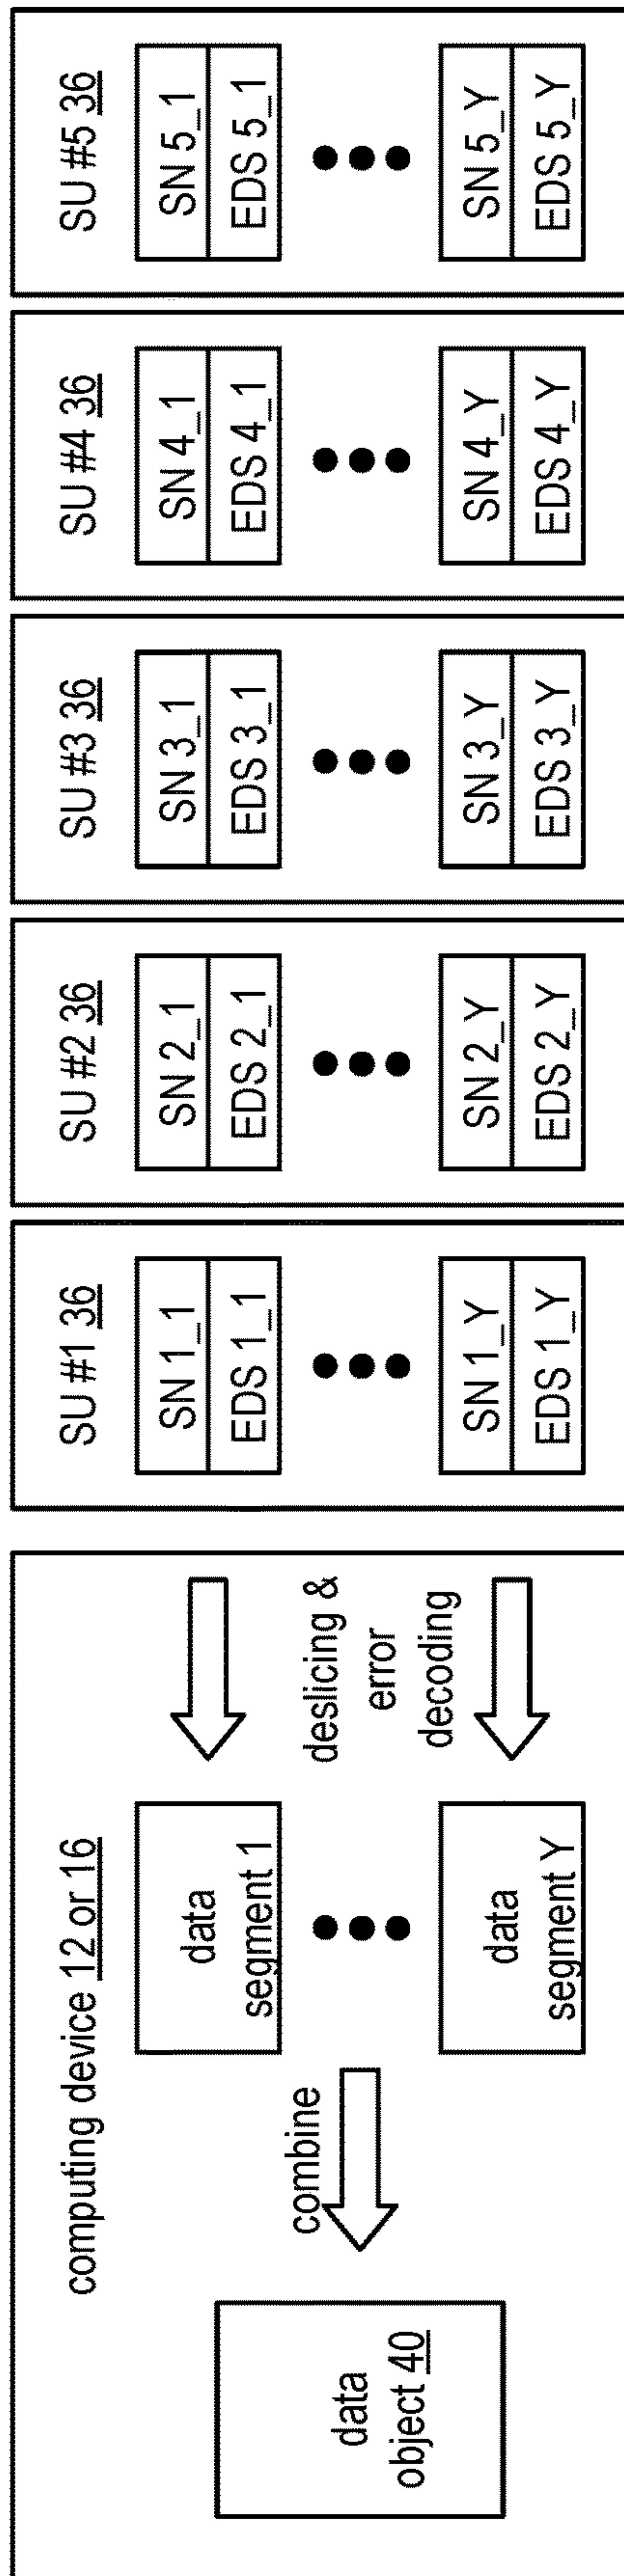 computing device 12 or 16
data
object 40
combine
data
segment 1
data
segment Y
deslicing &
error
decoding
SU #1 36
SN 1_1
EDS 1_1
SN 1_Y
EDS 1_Y
SU #2 36
SN 2_1
EDS 2_1
SN 2_Y
EDS 2_Y
SU #3 36
SN 3_1
EDS 3_1
SN 3_Y
EDS 3_Y
SU #4 36
SN 4_1
EDS 4_1
SN 4_Y
EDS 4_Y
SU #5 36
SN 5_1
EDS 5_1
SN 5_Y
EDS 5_Y